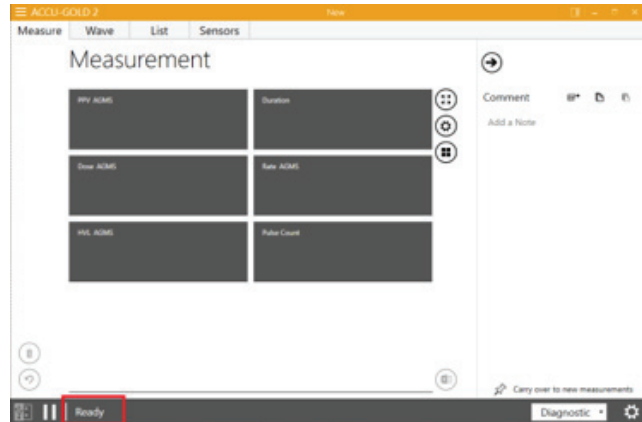 ACCU-GOLD 2
New
Measure Wave List Sensors
Measurement
PPV AGMS
Duration
Dose AGMS
Rate AGMS
HVL AGMS
Pulse Count
Comment
Add a Note
Carry over to new measurements
Ready
Diagnostic